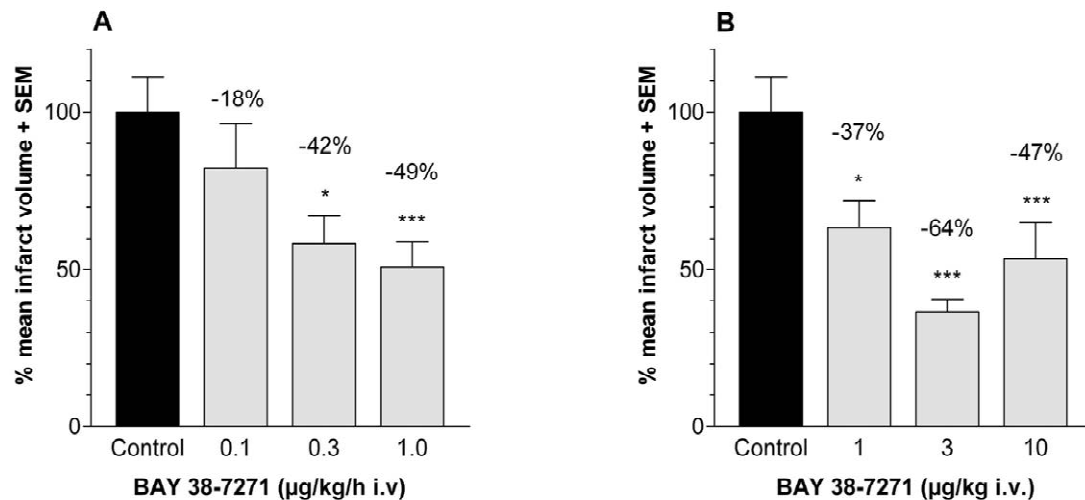 A
% mean infarct volume + SEM
100
50
0
-18%
-42%
*
-49%
***
Control 0.1 0.3 1.0
BAY 38-7271 (µg/kg/h i.v)
B
% mean infarct volume + SEM
100
50
0
-37%
*
-64%
***
-47%
***
Control 1 3 10
BAY 38-7271 (µg/kg i.v.)